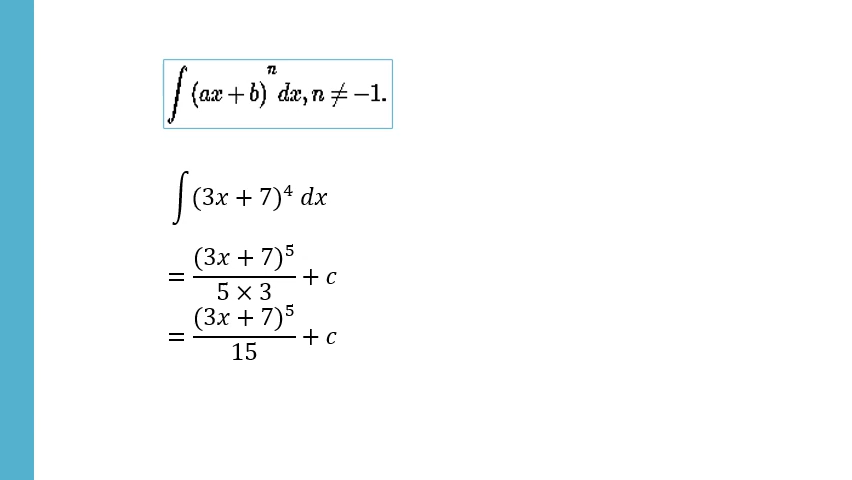 ∫(ax + b)ⁿ dx, n ≠ −1.
∫(3x + 7)⁴ dx
= (3x + 7)⁵ / 5 × 3 + c
= (3x + 7)⁵ / 15 + c